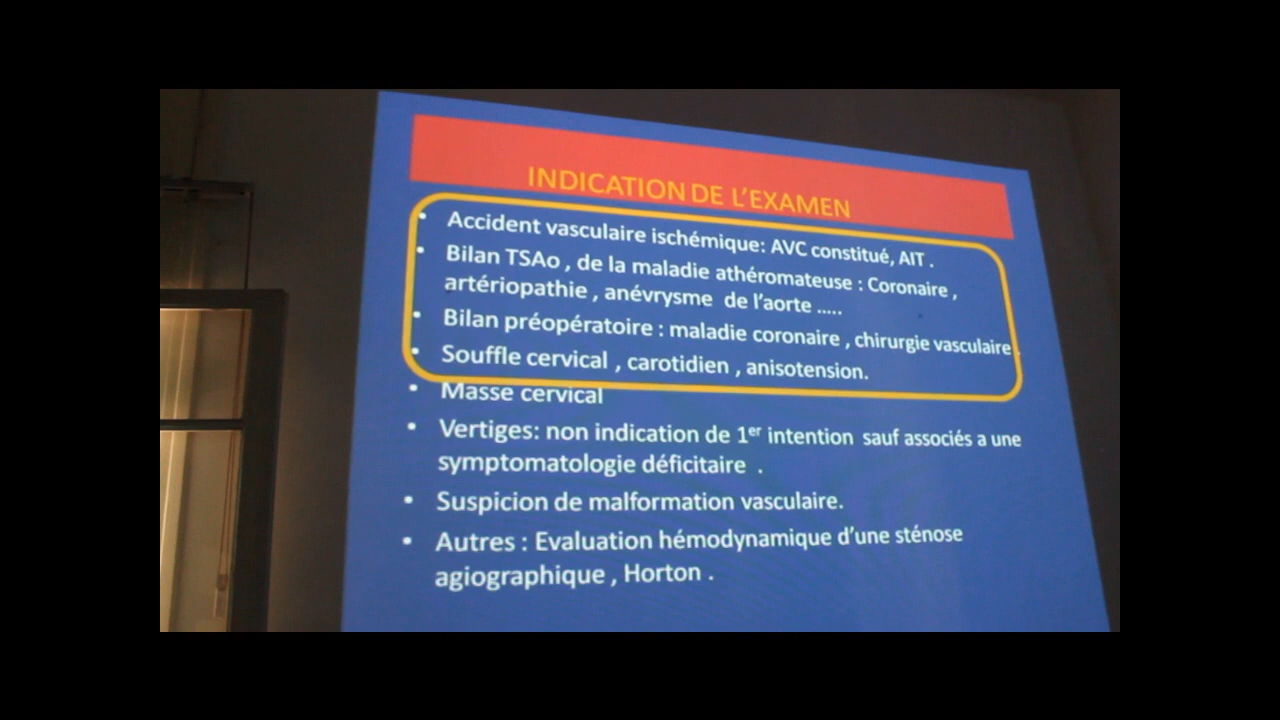 INDICATION DE L'EXAMEN
• Accident vasculaire ischémique: AVC constitué, AIT .
• Bilan TSAo , de la maladie athéromateuse : Coronaire ,
artériopathie , anévrysme de l'aorte .....
• Bilan préopératoire : maladie coronaire , chirurgie vasculaire .
• Souffle cervical , carotidien , anisotension.
• Masse cervical
• Vertiges: non indication de 1er intention sauf associés a une
symptomatologie déficitaire .
• Suspicion de malformation vasculaire.
• Autres : Evaluation hémodynamique d'une sténose
agiographique , Horton .